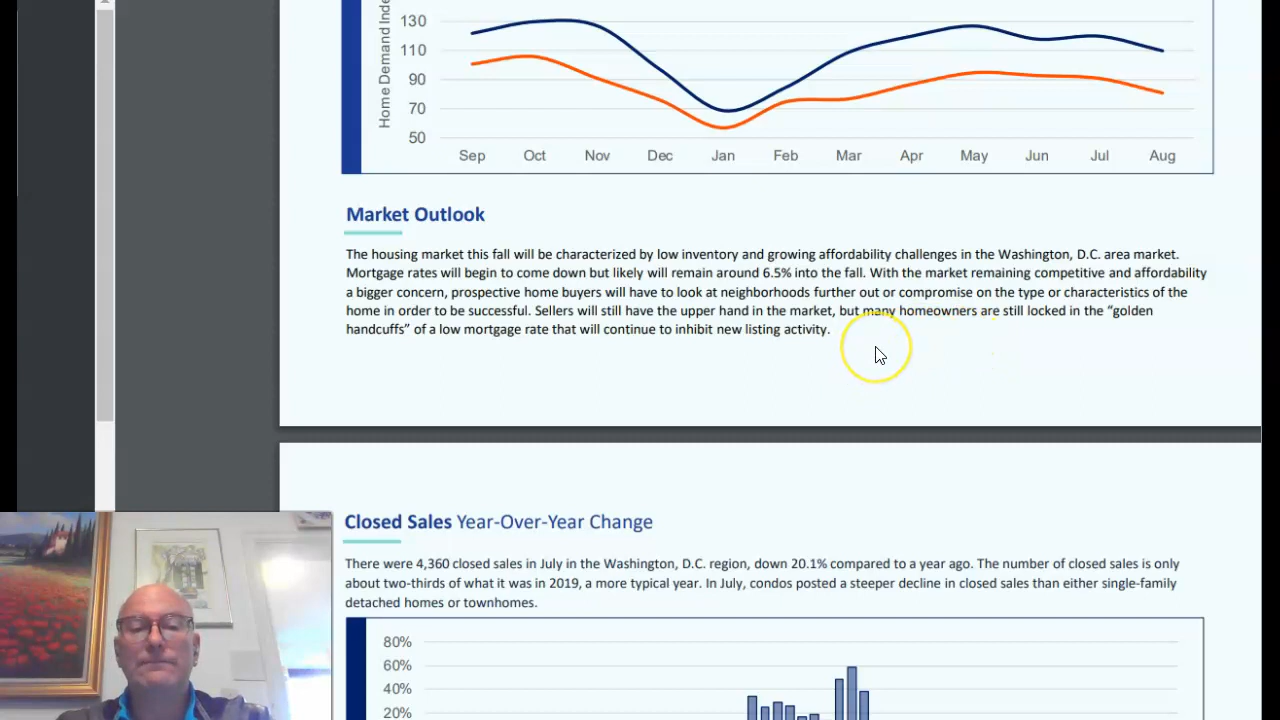 Home Demand Inde
130
110
90
70
50
Sep Oct Nov Dec Jan Feb Mar Apr May Jun Jul Aug
Market Outlook
The housing market this fall will be characterized by low inventory and growing affordability challenges in the Washington, D.C. area market.
Mortgage rates will begin to come down but likely will remain around 6.5% into the fall. With the market remaining competitive and affordability
a bigger concern, prospective home buyers will have to look at neighborhoods further out or compromise on the type or characteristics of the
home in order to be successful. Sellers will still have the upper hand in the market, but many homeowners are still locked in the “golden
handcuffs” of a low mortgage rate that will continue to inhibit new listing activity.
Closed Sales Year-Over-Year Change
There were 4,360 closed sales in July in the Washington, D.C. region, down 20.1% compared to a year ago. The number of closed sales is only
about two-thirds of what it was in 2019, a more typical year. In July, condos posted a steeper decline in closed sales than either single-family
detached homes or townhomes.
80%
60%
40%
20%